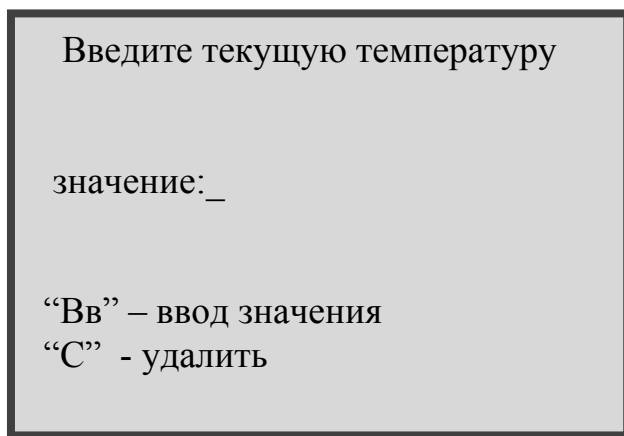 Введите текущую температуру
значение:_
“Вв” – ввод значения
“С” - удалить